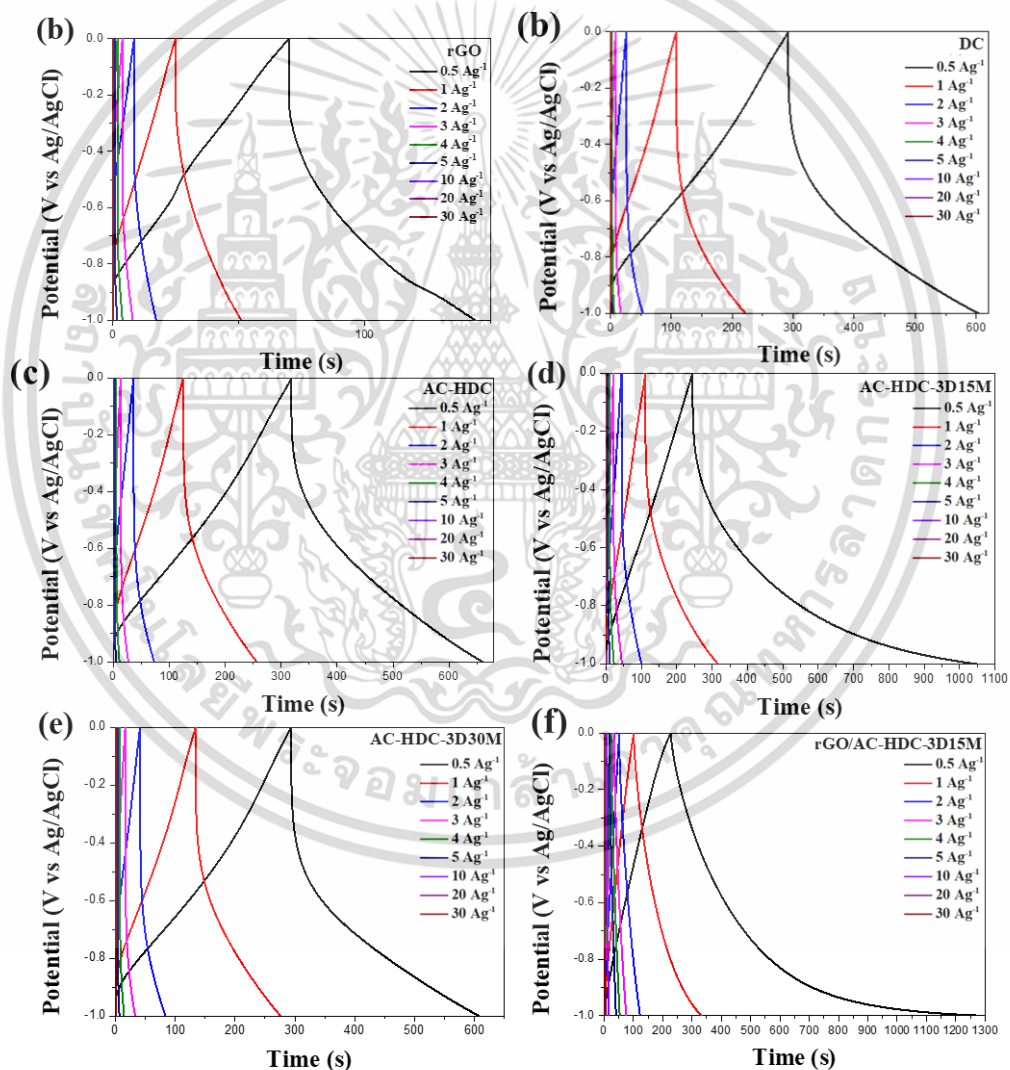 (b)
rGO
0.5 Ag⁻¹
1 Ag⁻¹
2 Ag⁻¹
3 Ag⁻¹
4 Ag⁻¹
5 Ag⁻¹
10 Ag⁻¹
20 Ag⁻¹
30 Ag⁻¹
Potential (V vs Ag/AgCl)
0.0
-0.2
-0.4
-0.6
-0.8
-1.0
0 100
Time (s)
(b)
DC
0.5 Ag⁻¹
1 Ag⁻¹
2 Ag⁻¹
3 Ag⁻¹
4 Ag⁻¹
5 Ag⁻¹
10 Ag⁻¹
20 Ag⁻¹
30 Ag⁻¹
Potential (V vs Ag/AgCl)
0.0
-0.2
-0.4
-0.6
-0.8
-1.0
0 100 200 300 400 500 600
Time (s)
(c)
AC-HDC
0.5 Ag⁻¹
1 Ag⁻¹
2 Ag⁻¹
3 Ag⁻¹
4 Ag⁻¹
5 Ag⁻¹
10 Ag⁻¹
20 Ag⁻¹
30 Ag⁻¹
Potential (V vs Ag/AgCl)
0.0
-0.2
-0.4
-0.6
-0.8
-1.0
0 100 200 300 400 500 600
Time (s)
(d)
AC-HDC-3D15M
0.5 Ag⁻¹
1 Ag⁻¹
2 Ag⁻¹
3 Ag⁻¹
4 Ag⁻¹
5 Ag⁻¹
10 Ag⁻¹
20 Ag⁻¹
30 Ag⁻¹
Potential (V vs Ag/AgCl)
0.0
-0.2
-0.4
-0.6
-0.8
-1.0
0 100 200 300 400 500 600 700 800 900 1000 1100
Time (s)
(e)
AC-HDC-3D30M
0.5 Ag⁻¹
1 Ag⁻¹
2 Ag⁻¹
3 Ag⁻¹
4 Ag⁻¹
5 Ag⁻¹
10 Ag⁻¹
20 Ag⁻¹
30 Ag⁻¹
Potential (V vs Ag/AgCl)
0.0
-0.2
-0.4
-0.6
-0.8
-1.0
0 100 200 300 400 500 600
Time (s)
(f)
rGO/AC-HDC-3D15M
0.5 Ag⁻¹
1 Ag⁻¹
2 Ag⁻¹
3 Ag⁻¹
4 Ag⁻¹
5 Ag⁻¹
10 Ag⁻¹
20 Ag⁻¹
30 Ag⁻¹
Potential (V vs Ag/AgCl)
0.0
-0.2
-0.4
-0.6
-0.8
-1.0
0 100 200 300 400 500 600 700 800 900 1000 1100 1200 1300
Time (s)